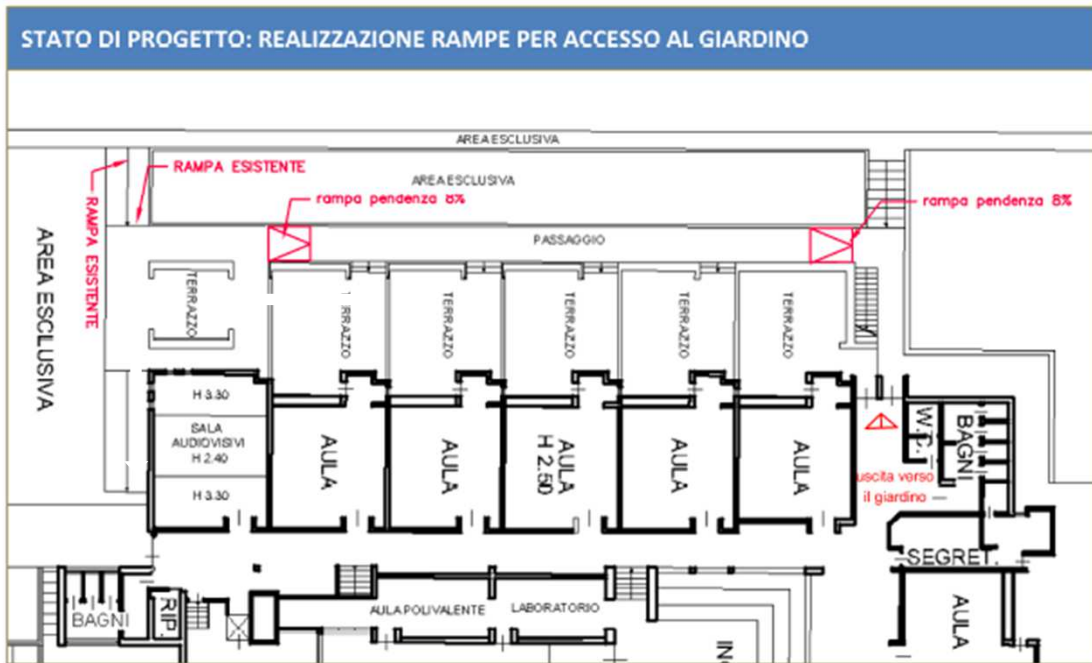 STATO DI PROGETTO: REALIZZAZIONE RAMPE PER ACCESSO AL GIARDINO
AREA ESCLUSIVA
RAMPA ESISTENTE
AREA ESCLUSIVA
rampa pendenza 8%
rampa pendenza 8%
RAMPA ESISTENTE
AREA ESCLUSIVA
PASSAGGIO
TERRAZZO
TERRAZZO
TERRAZZO
TERRAZZO
TERRAZZO
H 3.30
SALA
AUDIOVISIVI
H 2.40
H 3.30
AULA
AULA
AULA
H 2.50
AULA
AULA
W.C.
BAGNI
uscita verso
il giardino
SEGRET.
BAGNI
RIP.
AULA POLIVALENTE
LABORATORIO
AULA